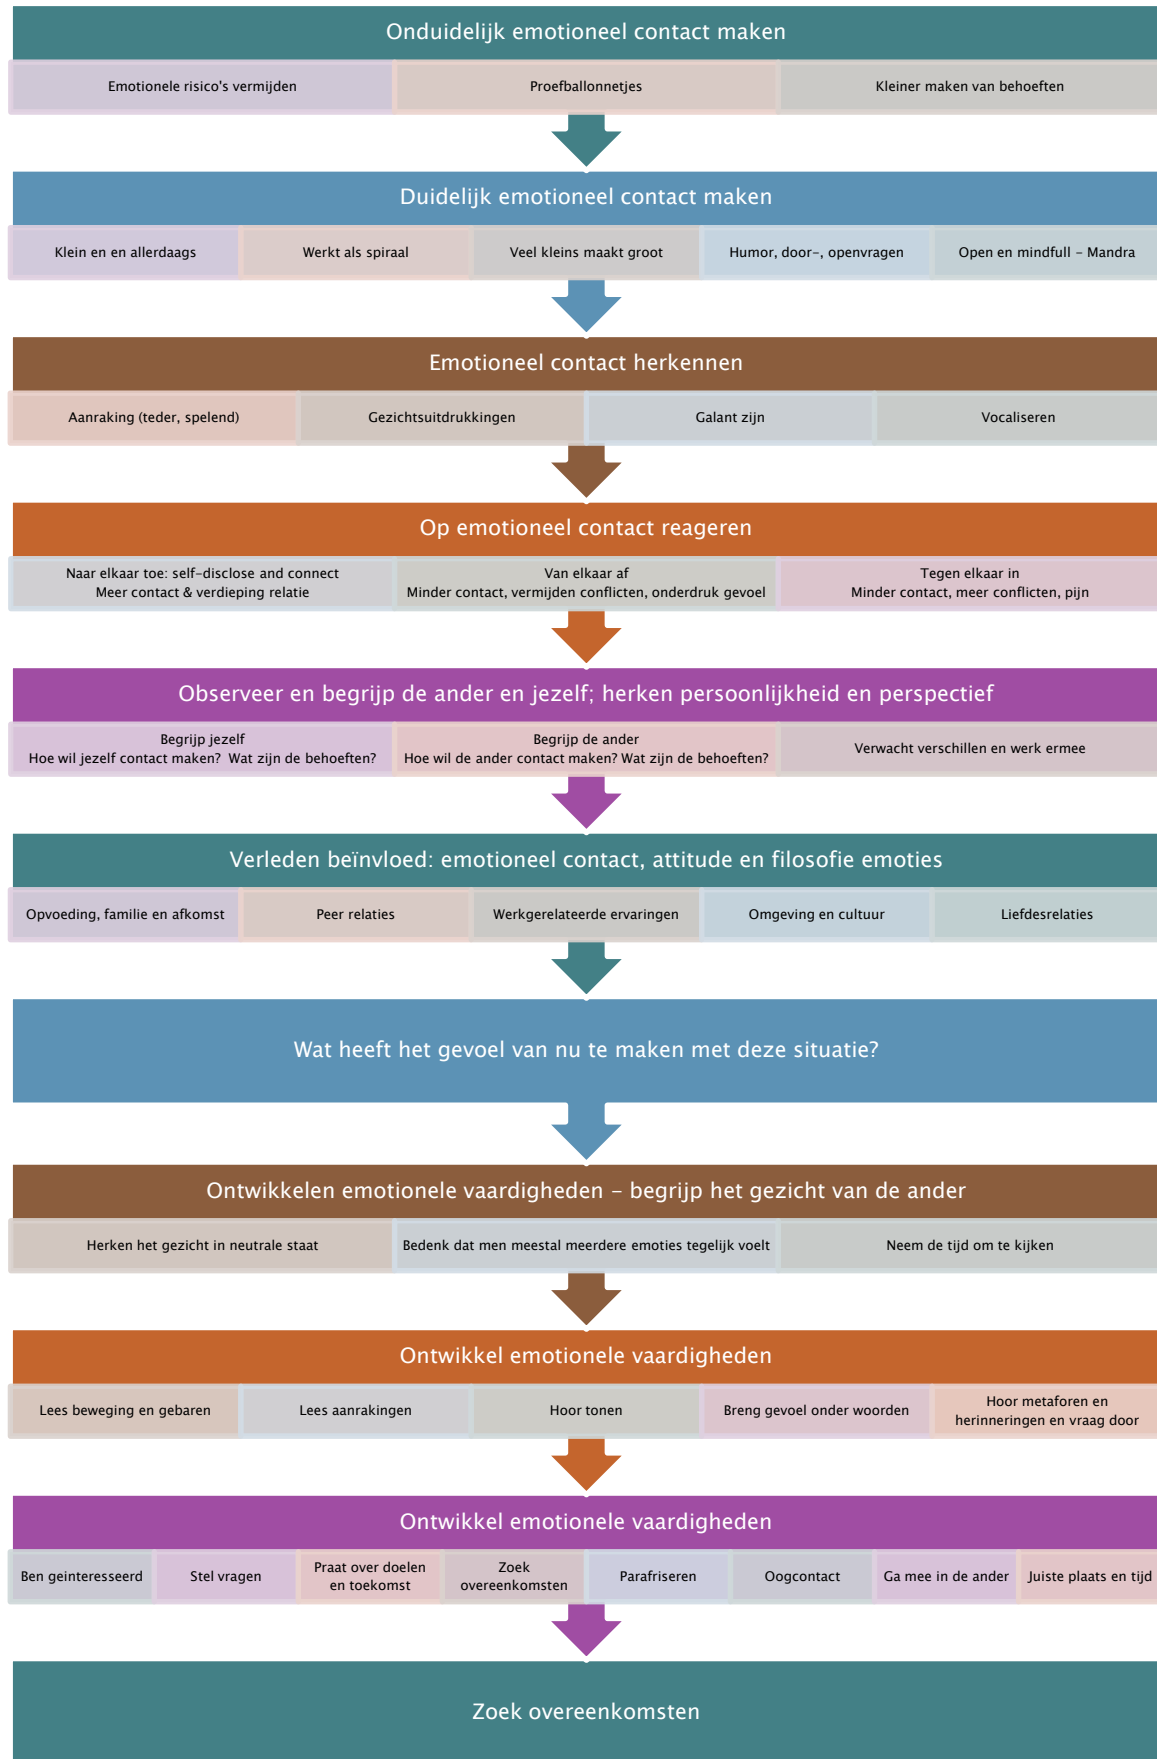 Onduidelijk emotioneel contact maken
Emotionele risico's vermijden
Proefballonnetjes
Kleiner maken van behoeften
Duidelijk emotioneel contact maken
Klein en en allerdaags
Werkt als spiraal
Veel kleins maakt groot
Humor, door-, openvragen
Open en mindfull - Mandra
Emotioneel contact herkennen
Aanraking (teder, spelend)
Gezichtsuitdrukkingen
Galant zijn
Vocaliseren
Op emotioneel contact reageren
Naar elkaar toe: self-disclose and connect
Meer contact & verdieping relatie
Van elkaar af
Minder contact, vermijden conflicten, onderdruk gevoel
Tegen elkaar in
Minder contact, meer conflicten, pijn
Observeer en begrijp de ander en jezelf; herken persoonlijkheid en perspectief
Begrijp jezelf
Hoe wil jezelf contact maken? Wat zijn de behoeften?
Begrijp de ander
Hoe wil de ander contact maken? Wat zijn de behoeften?
Verwacht verschillen en werk ermee
Verleden beïnvloed: emotioneel contact, attitude en filosofie emoties
Opvoeding, familie en afkomst
Peer relaties
Werkgerelateerde ervaringen
Omgeving en cultuur
Liefdesrelaties
Wat heeft het gevoel van nu te maken met deze situatie?
Ontwikkelen emotionele vaardigheden - begrijp het gezicht van de ander
Herken het gezicht in neutrale staat
Bedenk dat men meestal meerdere emoties tegelijk voelt
Neem de tijd om te kijken
Ontwikkel emotionele vaardigheden
Lees beweging en gebaren
Lees aanrakingen
Hoor tonen
Breng gevoel onder woorden
Hoor metaforen en
herinneringen en vraag door
Ontwikkel emotionele vaardigheden
Ben geinteresseerd
Stel vragen
Praat over doelen
en toekomst
Zoek
overeenkomsten
Parafriseren
Oogcontact
Ga mee in de ander
Juiste plaats en tijd
Zoek overeenkomsten